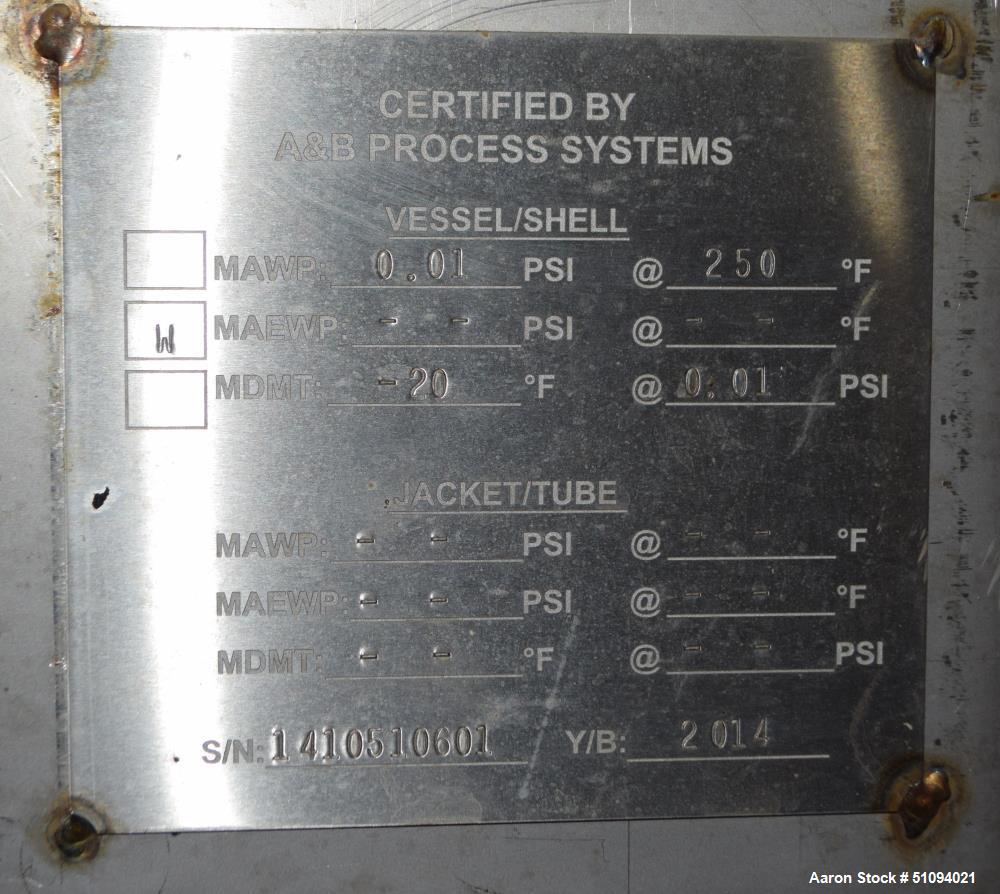 CERTIFIED BY
A&B PROCESS SYSTEMS
VESSEL/SHELL
MAWP: 0.01 PSI @ 250 °F
W MAEWP: - - PSI @ - - °F
MDMT: -20 °F @ 0.01 PSI
JACKET/TUBE
MAWP: - - PSI @ - - °F
MAEWP: - - PSI @ - - °F
MDMT: - - °F @ - - PSI
S/N: 1410510601 Y/B: 2014
Aaron Stock # 51094021